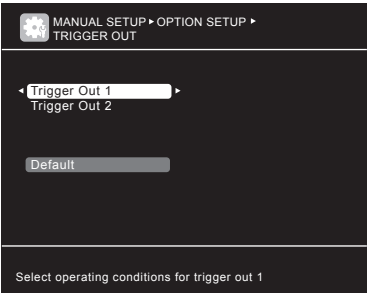 MANUAL SETUP ▸ OPTION SETUP ▸
TRIGGER OUT
◂ Trigger Out 1 ▸
Trigger Out 2
Default
Select operating conditions for trigger out 1